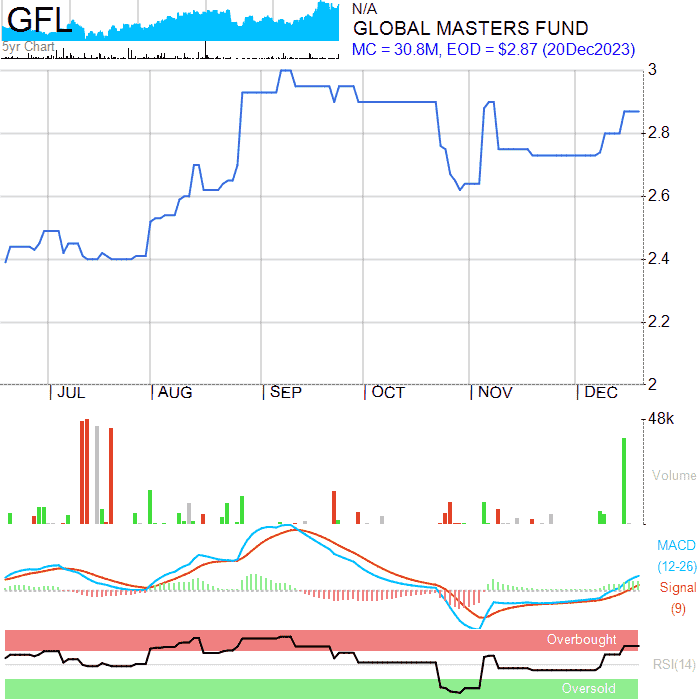 GFL
5yr Chart
N/A
GLOBAL MASTERS FUND
MC = 30.8M, EOD = $2.87 (20Dec2023)
3
2.8
2.6
2.4
2.2
2
JUL AUG SEP OCT NOV DEC
48k
Volume
MACD
(12-26)
Signal
(9)
Overbought
RSI(14)
Oversold